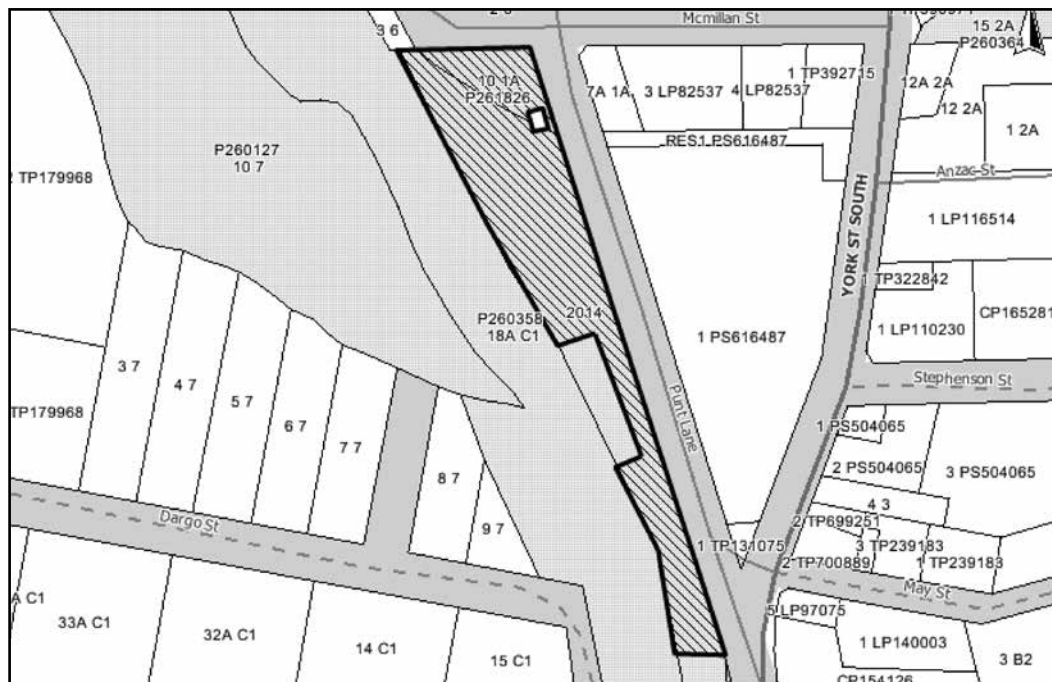 Mcmillan St
15 2A
P260364
3 6
10 1A
P261826
7A 1A
3 LP82537
4 LP82537
1 TP392715
12A 2A
12 2A
1 2A
RES1 PS616487
P260127
10 7
TP179968
Anzac St
YORK ST SOUTH
1 LP116514
1 TP322842
CP165281
1 LP110230
P260358
18A C1
2014
1 PS616487
3 7
4 7
5 7
6 7
7 7
8 7
9 7
TP179968
Punt Lane
Stephenson St
1 PS504065
2 PS504065
3 PS504065
4 3
2 TP699251
3 TP239183
1 TP239183
1 TP131075
2 TP700889
May St
Dargo St
A C1
33A C1
32A C1
14 C1
15 C1
5 LP97075
1 LP140003
3 B2
CP154126